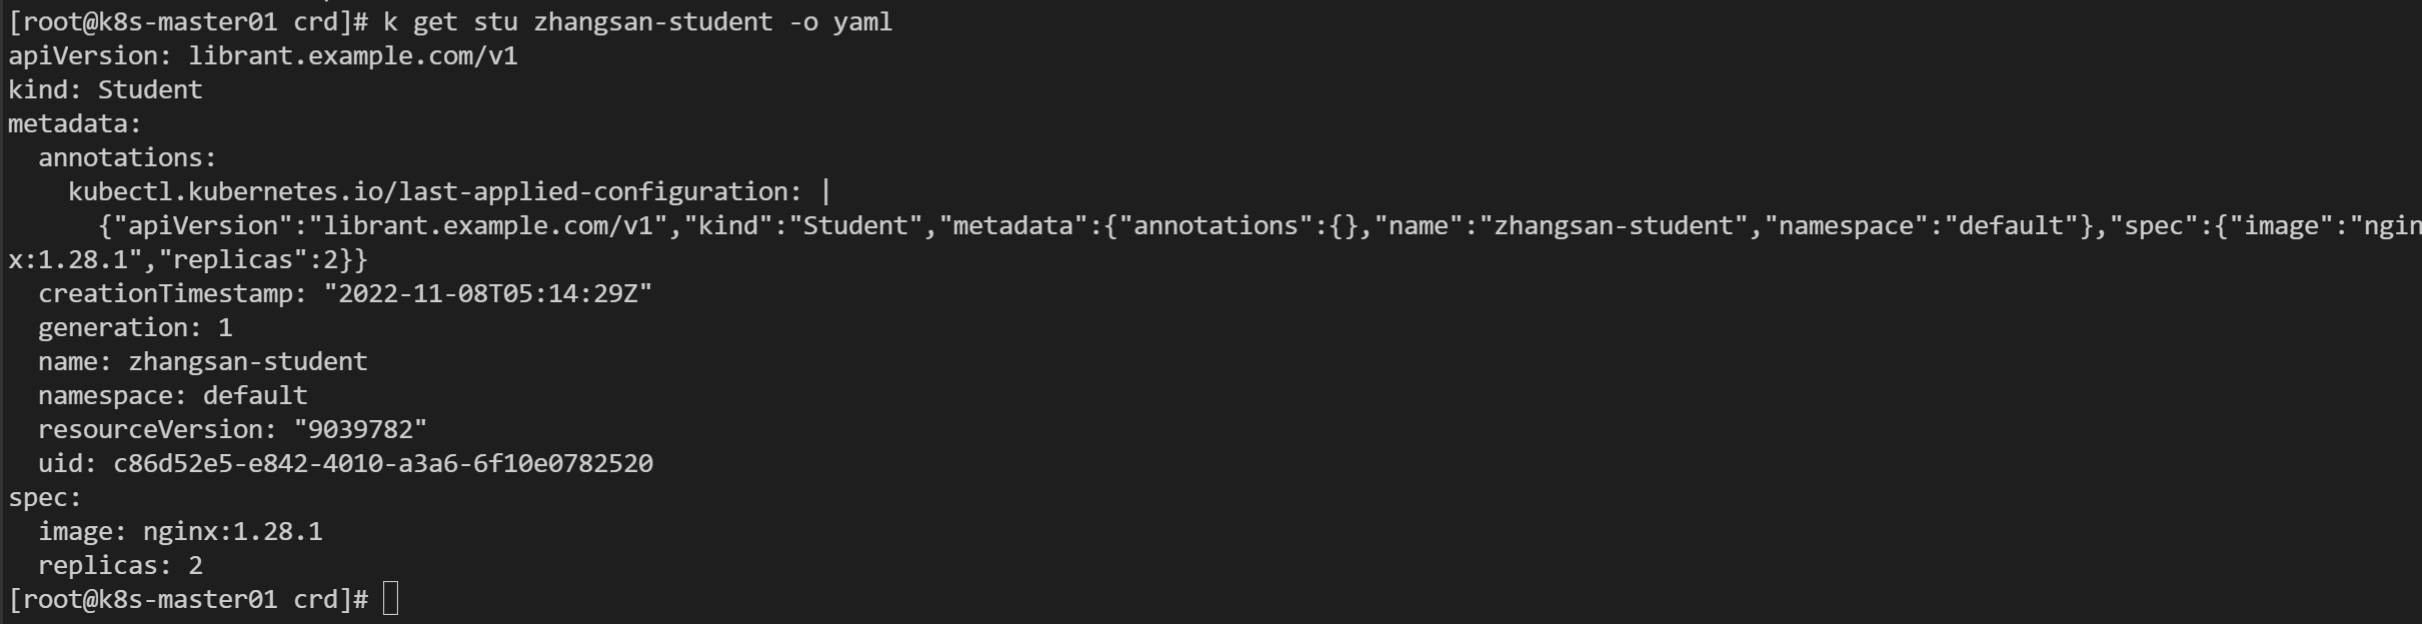 [root@k8s-master01 crd]# k get stu zhangsan-student -o yaml
apiVersion: librant.example.com/v1
kind: Student
metadata:
  annotations:
    kubectl.kubernetes.io/last-applied-configuration: |
      {"apiVersion":"librant.example.com/v1","kind":"Student","metadata":{"annotations":{},"name":"zhangsan-student","namespace":"default"},"spec":{"image":"ngin
x:1.28.1","replicas":2}}
  creationTimestamp: "2022-11-08T05:14:29Z"
  generation: 1
  name: zhangsan-student
  namespace: default
  resourceVersion: "9039782"
  uid: c86d52e5-e842-4010-a3a6-6f10e0782520
spec:
  image: nginx:1.28.1
  replicas: 2
[root@k8s-master01 crd]#